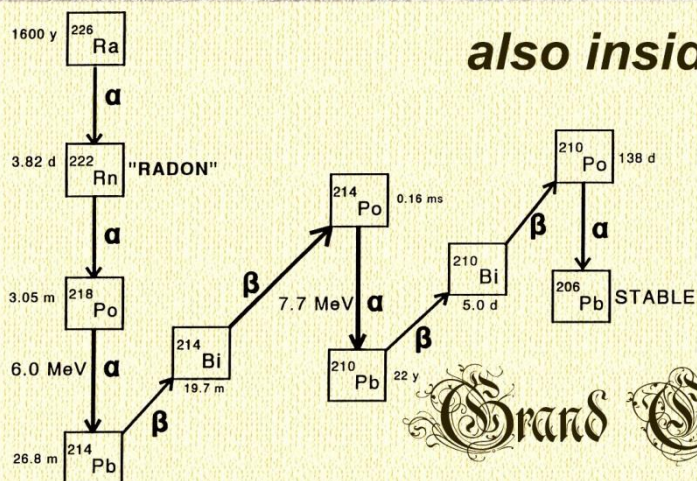 also insid
1600 y
226
Ra
α
3.82 d
222
Rn
"RADON"
α
3.05 m
218
Po
6.0 MeV α
26.8 m
214
Pb
β
214
Bi
19.7 m
β
214
Po
0.16 ms
7.7 MeV α
210
Pb
22 y
β
210
Bi
5.0 d
β
210
Po
138 d
α
206
Pb
STABLE
Grand